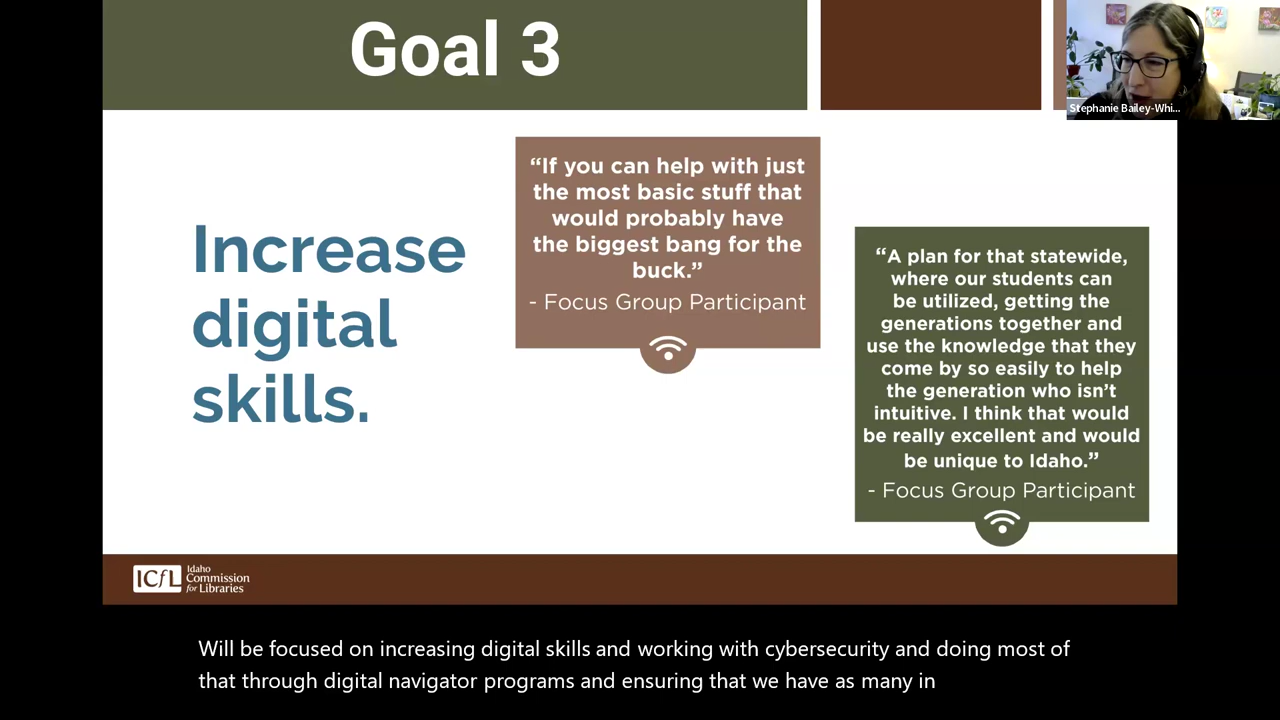 Goal 3
Stephanie Bailey-Whi...
Increase
digital
skills.
“If you can help with just
the most basic stuff that
would probably have
the biggest bang for the
buck.”
- Focus Group Participant
“A plan for that statewide,
where our students can
be utilized, getting the
generations together and
use the knowledge that they
come by so easily to help
the generation who isn’t
intuitive. I think that would
be really excellent and would
be unique to Idaho.”
- Focus Group Participant
ICfL
Idaho
Commission
for Libraries
Will be focused on increasing digital skills and working with cybersecurity and doing most of
that through digital navigator programs and ensuring that we have as many in